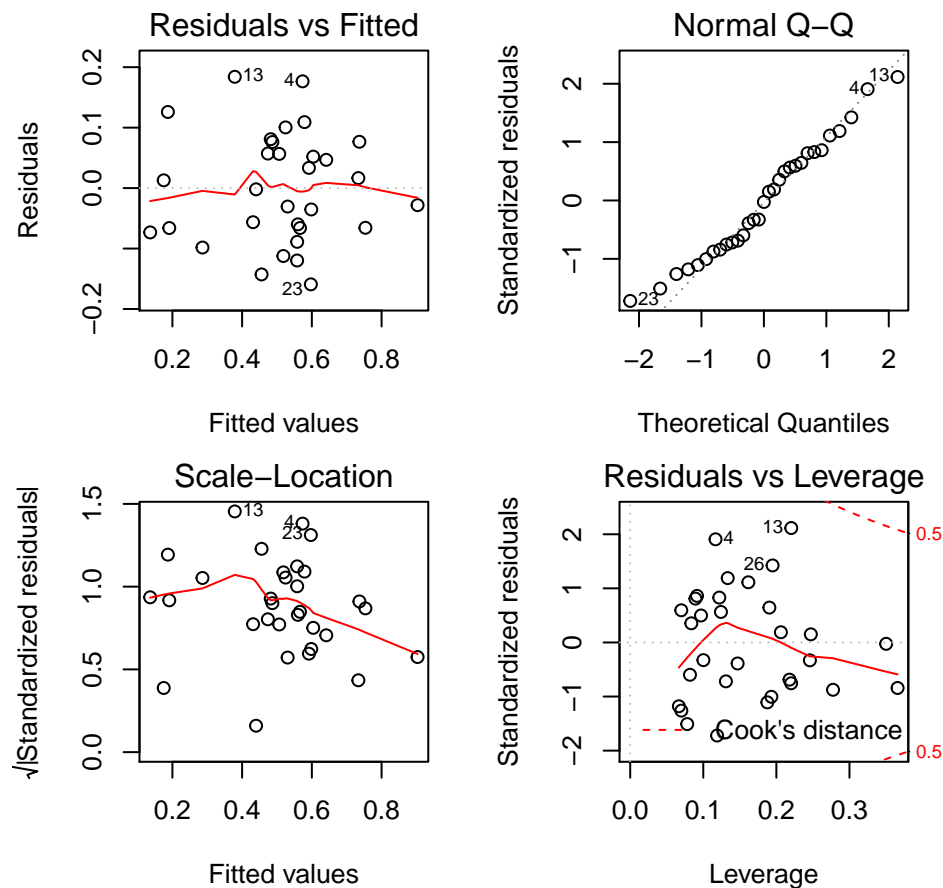 Residuals vs Fitted
Residuals
0.2
0.1
0.0
−0.2
13
4
23
0.2 0.4 0.6 0.8
Fitted values
Normal Q−Q
Standardized residuals
2
1
0
−1
4
13
23
−2 −1 0 1 2
Theoretical Quantiles
Scale−Location
√|Standardized residuals|
1.5
1.0
0.5
0.0
13
4
23
0.2 0.4 0.6 0.8
Fitted values
Residuals vs Leverage
Standardized residuals
2
1
0
−1
−2
4
13
26
0.5
0.5
Cook's distance
0.0 0.1 0.2 0.3
Leverage